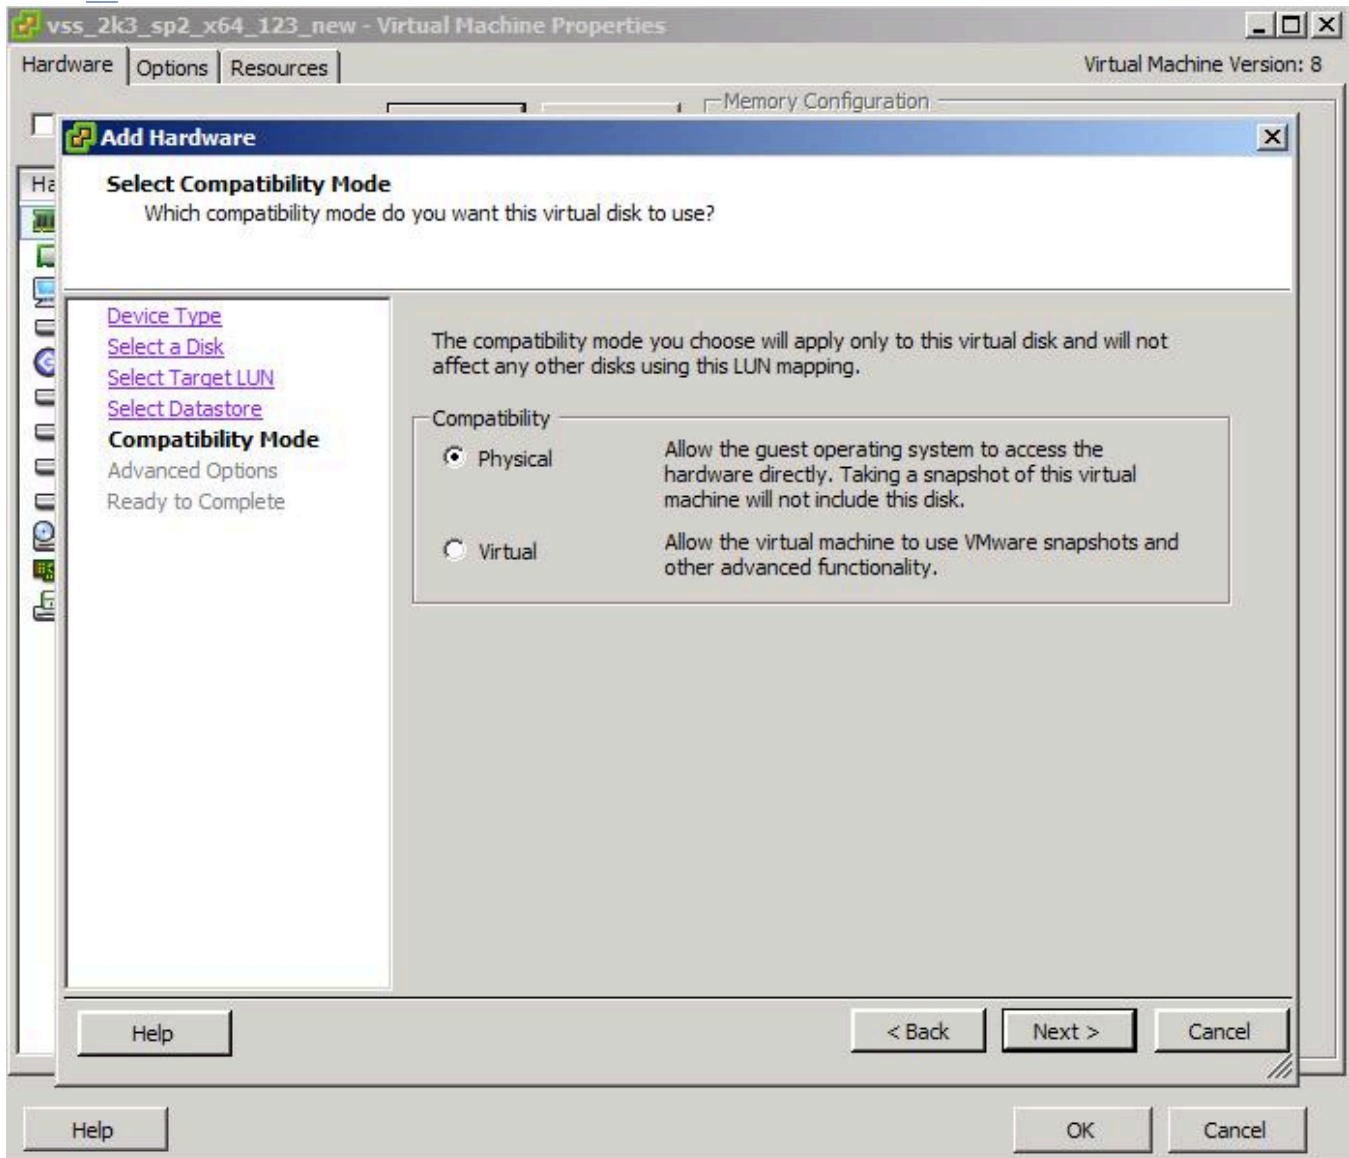 vss_2k3_sp2_x64_123_new - Virtual Machine Properties
Hardware Options Resources Virtual Machine Version: 8
Memory Configuration
Add Hardware
Ha
Select Compatibility Mode
Which compatibility mode do you want this virtual disk to use?
Device Type
Select a Disk
Select Target LUN
Select Datastore
Compatibility Mode
Advanced Options
Ready to Complete
The compatibility mode you choose will apply only to this virtual disk and will not
affect any other disks using this LUN mapping.
Compatibility
Physical
Allow the guest operating system to access the
hardware directly. Taking a snapshot of this virtual
machine will not include this disk.
Virtual
Allow the virtual machine to use VMware snapshots and
other advanced functionality.
Help < Back Next > Cancel
Help OK Cancel